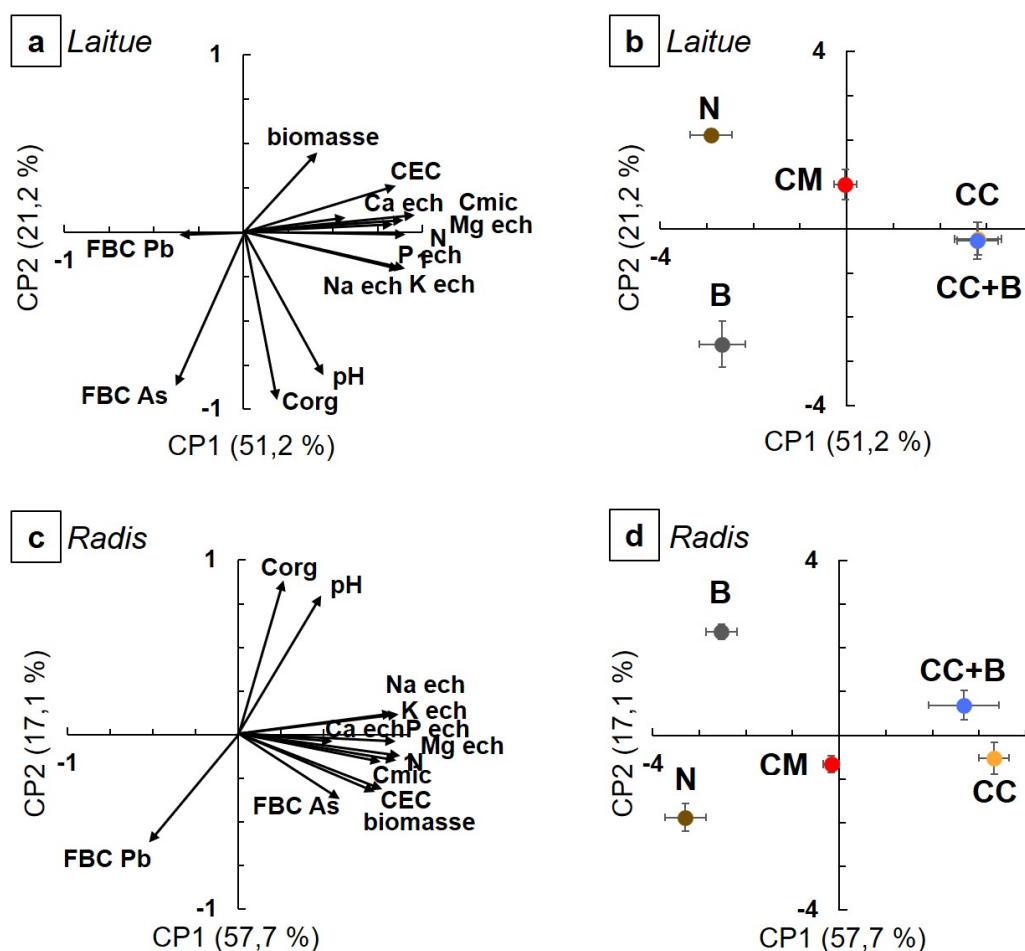 a Laitue
1
biomasse
CEC
Ca ech
Cmic
Mg ech
FBC Pb
N
P ech
-1
1
Na ech
K ech
FBC As
pH
Corg
-1
CP2 (21,2 %)
CP1 (51,2 %)
b Laitue
4
N
CM
CC
-4
CC+B
B
-4
CP2 (21,2 %)
CP1 (51,2 %)
c Radis
1
Corg
pH
Na ech
K ech
Ca ech
P ech
Mg ech
-1
N
Cmic
FBC As
CEC
biomasse
FBC Pb
-1
CP2 (17,1 %)
CP1 (57,7 %)
d Radis
4
B
CC+B
-4
CM
N
CC
-4
CP2 (17,1 %)
CP1 (57,7 %)